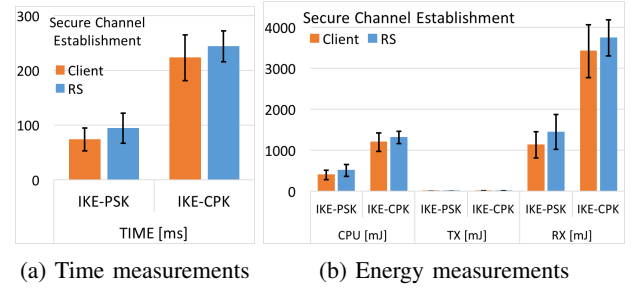 Secure Channel
Establishment
Client
RS
300
200
100
0
IKE-PSK
IKE-CPK
TIME [ms]
(a) Time measurements
Secure Channel Establishment
Client
RS
4000
3000
2000
1000
0
IKE-PSK IKE-CPK IKE-PSK IKE-CPK IKE-PSK IKE-CPK
CPU [mJ] TX [mJ] RX [mJ]
(b) Energy measurements